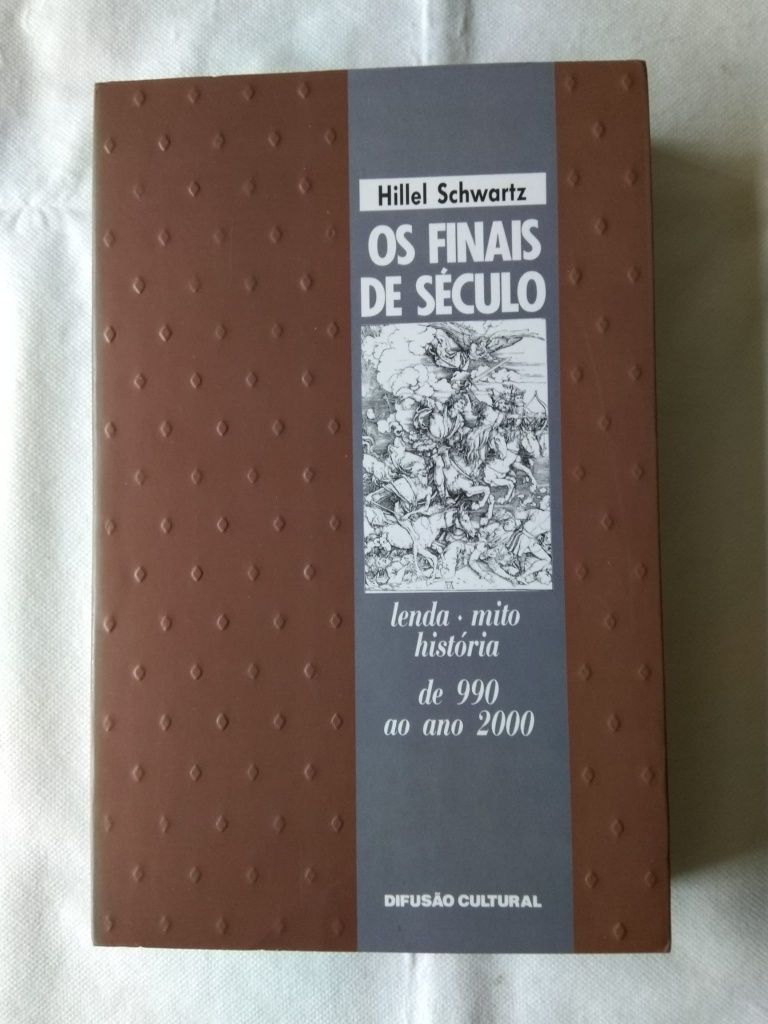 Hillel Schwartz
OS FINAIS
DE SÉCULO
lenda · mito
história
de 990
ao ano 2000
DIFUSÃO CULTURAL